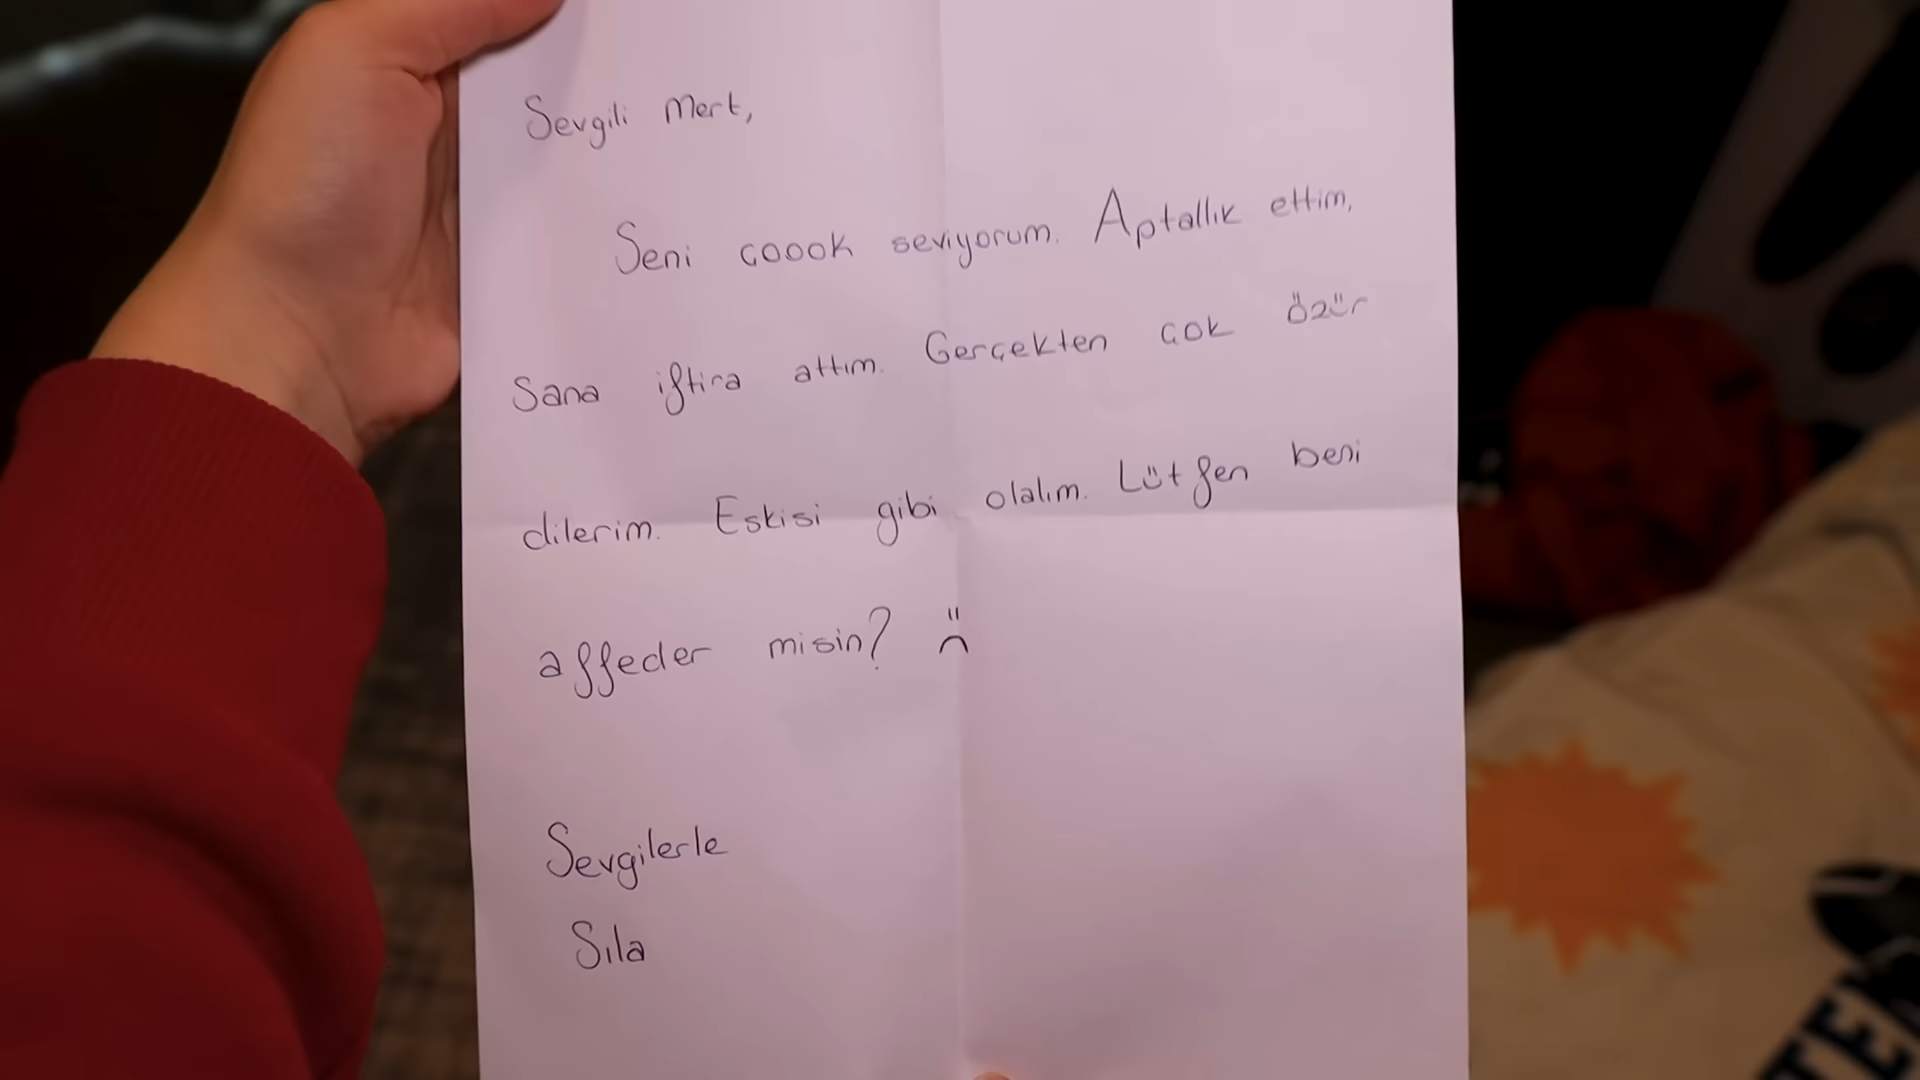 Sevgili Mert,
Seni çoook seviyorum. Aptallık ettim,
Sana iftira attım. Gerçekten çok özür
dilerim. Eskisi gibi olalım. Lütfen beni
affeder misin? :(
Sevgilerle
Sıla